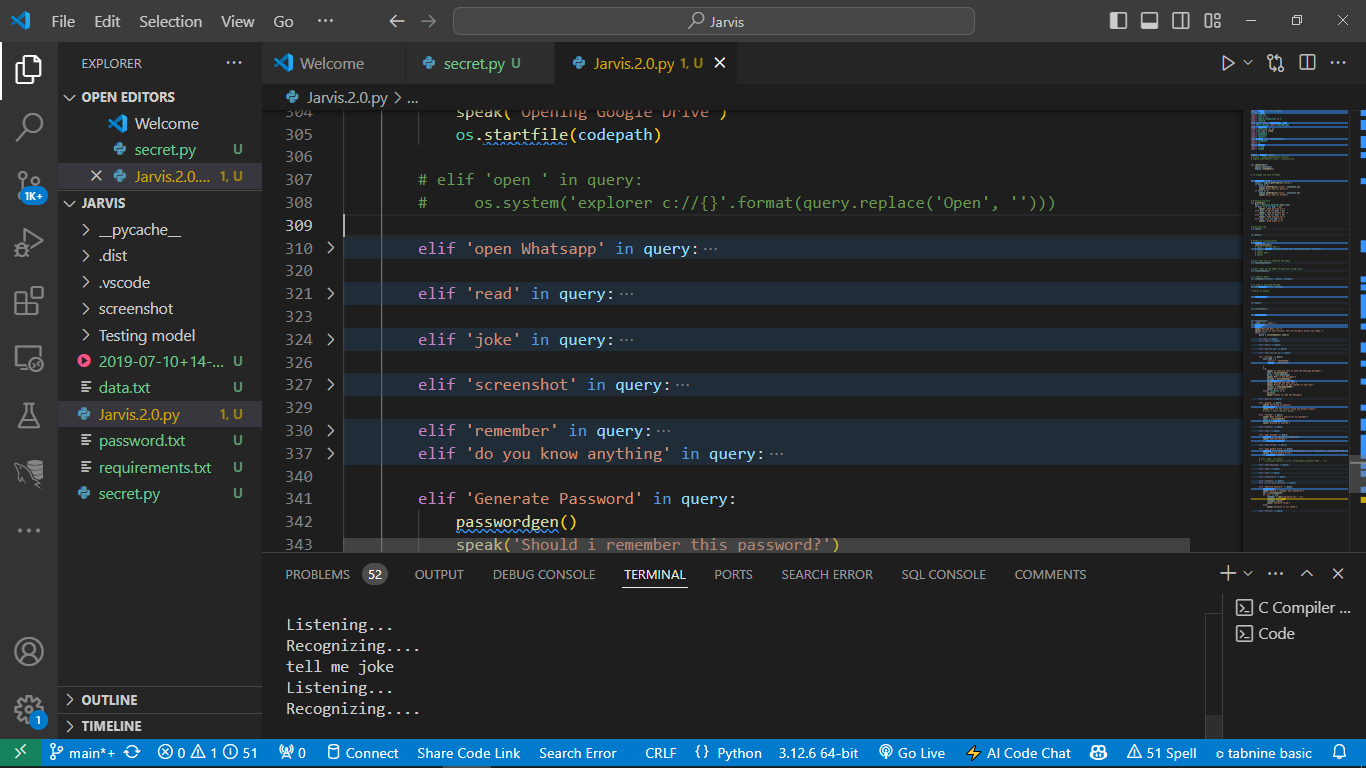 File Edit Selection View Go ··· Jarvis
EXPLORER ···
OPEN EDITORS
Welcome
secret.py U
Jarvis.2.0.... 1, U
JARVIS
__pycache__
.dist
.vscode
screenshot
Testing model
2019-07-10+14-... U
data.txt U
Jarvis.2.0.py 1, U
password.txt U
requirements.txt U
secret.py U
OUTLINE
TIMELINE
1K+
1
Welcome secret.py U Jarvis.2.0.py 1, U
Jarvis.2.0.py > ...
304 speak('Opening Google Drive')
305 os.startfile(codepath)
306
307 # elif 'open ' in query:
308 #     os.system('explorer c://{}'.format(query.replace('Open', '')))
309
310 elif 'open Whatsapp' in query:···
320
321 elif 'read' in query:···
323
324 elif 'joke' in query:···
326
327 elif 'screenshot' in query:···
329
330 elif 'remember' in query:···
337 elif 'do you know anything' in query:···
340
341 elif 'Generate Password' in query:
342 passwordgen()
343 speak('Should i remember this password?')
PROBLEMS 52 OUTPUT DEBUG CONSOLE TERMINAL PORTS SEARCH ERROR SQL CONSOLE COMMENTS
Listening...
Recognizing....
tell me joke
Listening...
Recognizing....
C Compiler ...
Code
main*+ 0 1 51 0 Connect Share Code Link Search Error CRLF {} Python 3.12.6 64-bit Go Live AI Code Chat 51 Spell tabnine basic